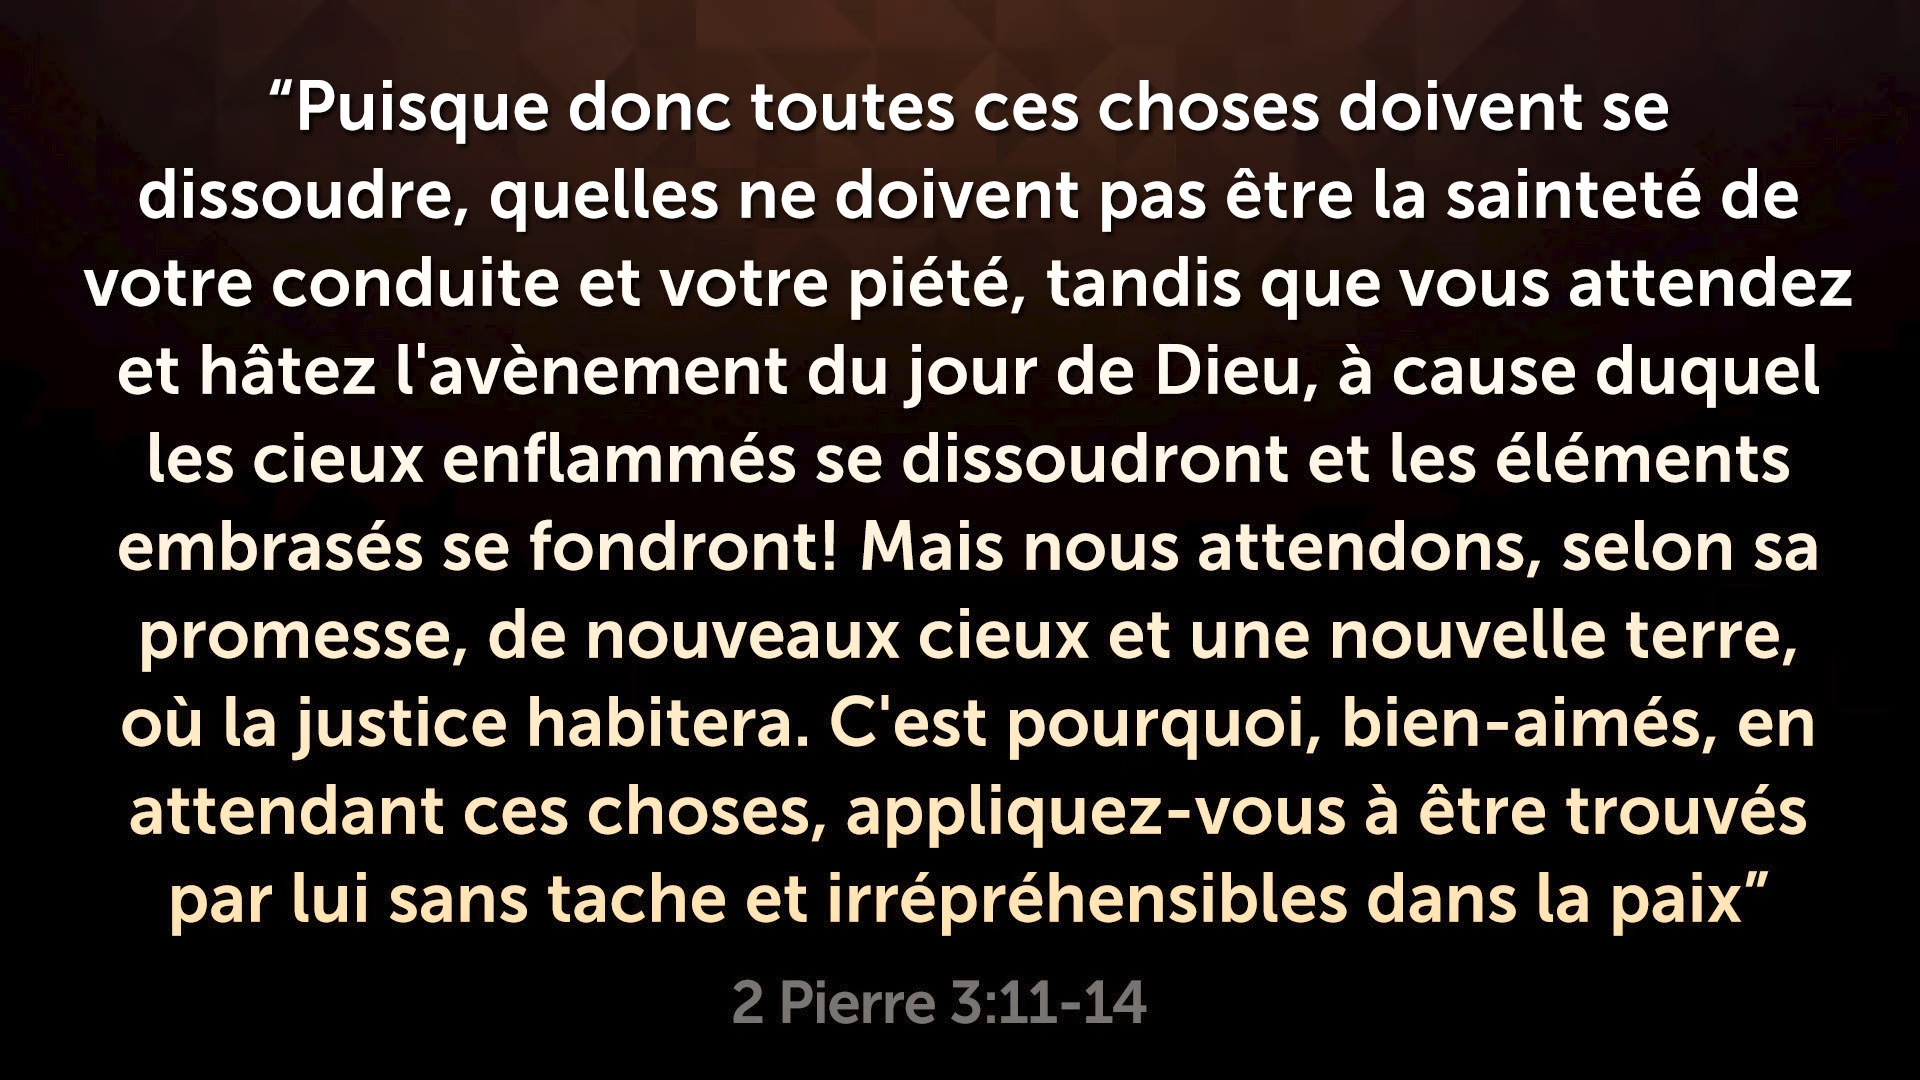 “Puisque donc toutes ces choses doivent se
dissoudre, quelles ne doivent pas être la sainteté de
votre conduite et votre piété, tandis que vous attendez
et hâtez l'avènement du jour de Dieu, à cause duquel
les cieux enflammés se dissoudront et les éléments
embrasés se fondront! Mais nous attendons, selon sa
promesse, de nouveaux cieux et une nouvelle terre,
où la justice habitera. C'est pourquoi, bien-aimés, en
attendant ces choses, appliquez-vous à être trouvés
par lui sans tache et irrépréhensibles dans la paix”
2 Pierre 3:11-14